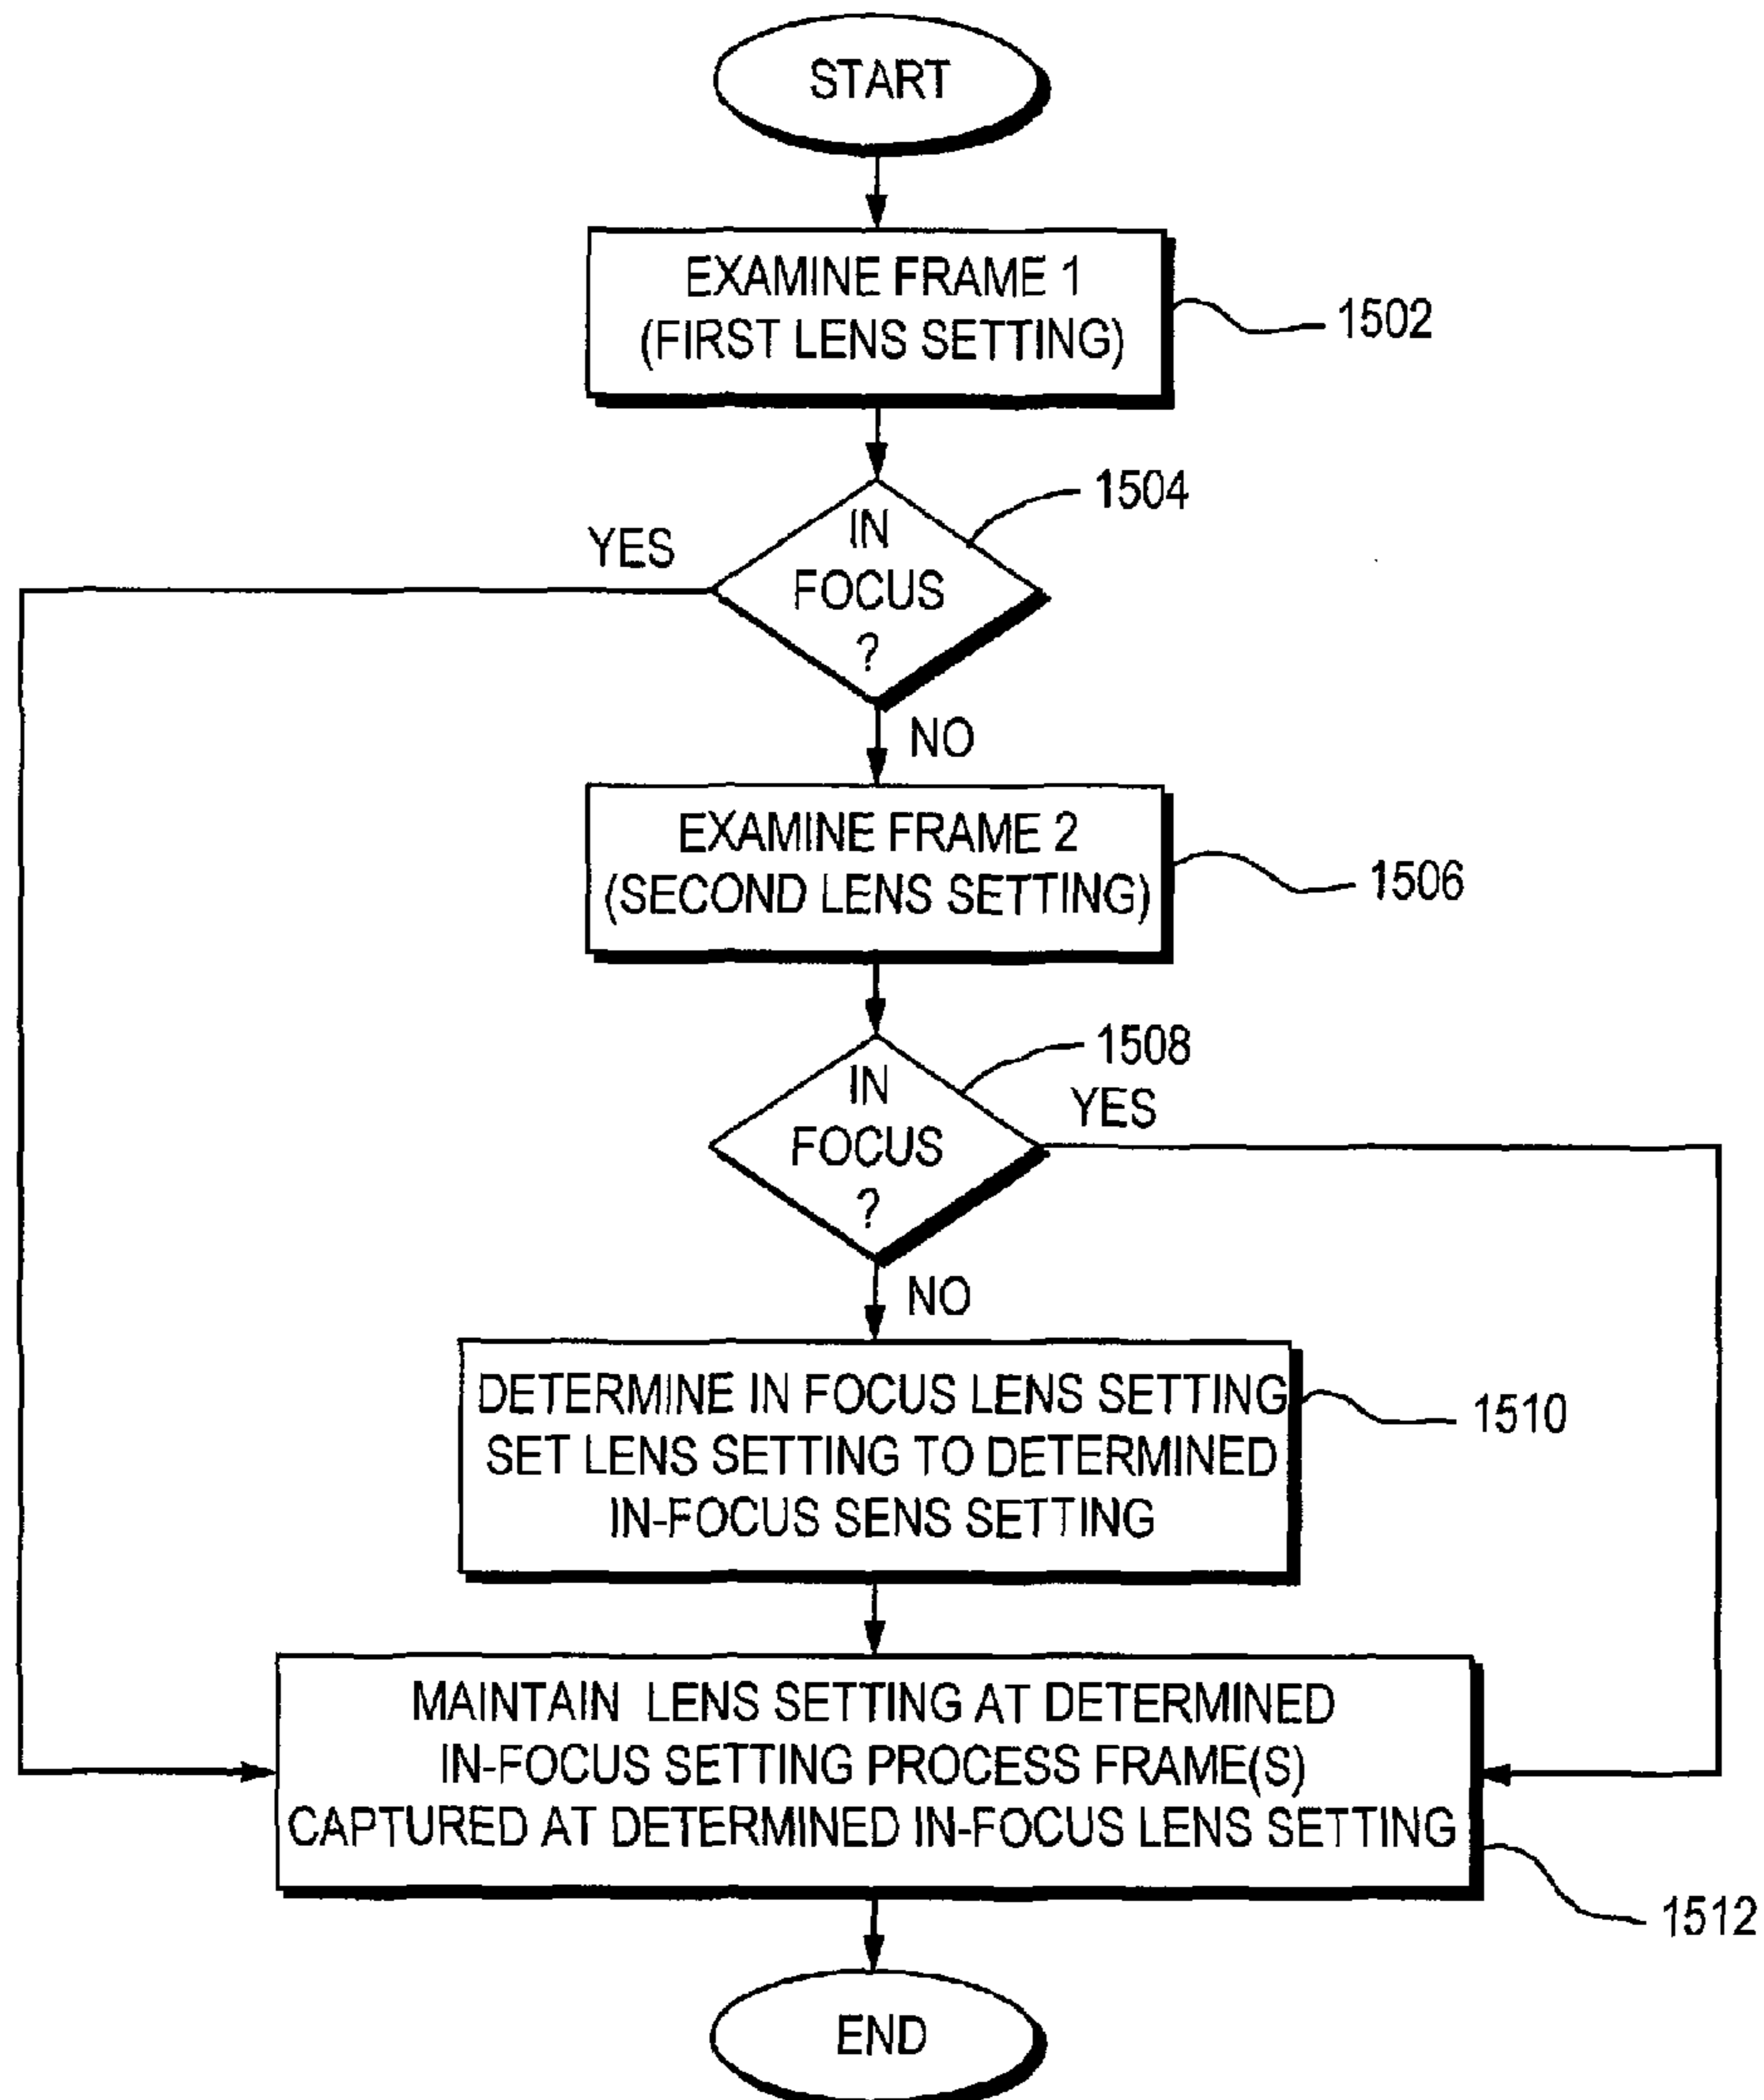 START
EXAMINE FRAME 1
(FIRST LENS SETTING)
1502
1504
YES
IN
FOCUS
?
NO
EXAMINE FRAME 2
(SECOND LENS SETTING)
1506
1508
YES
IN
FOCUS
?
NO
DETERMINE IN FOCUS LENS SETTING
SET LENS SETTING TO DETERMINED
IN-FOCUS SENS SETTING
1510
MAINTAIN LENS SETTING AT DETERMINED
IN-FOCUS SETTING PROCESS FRAME(S)
CAPTURED AT DETERMINED IN-FOCUS LENS SETTING
1512
END